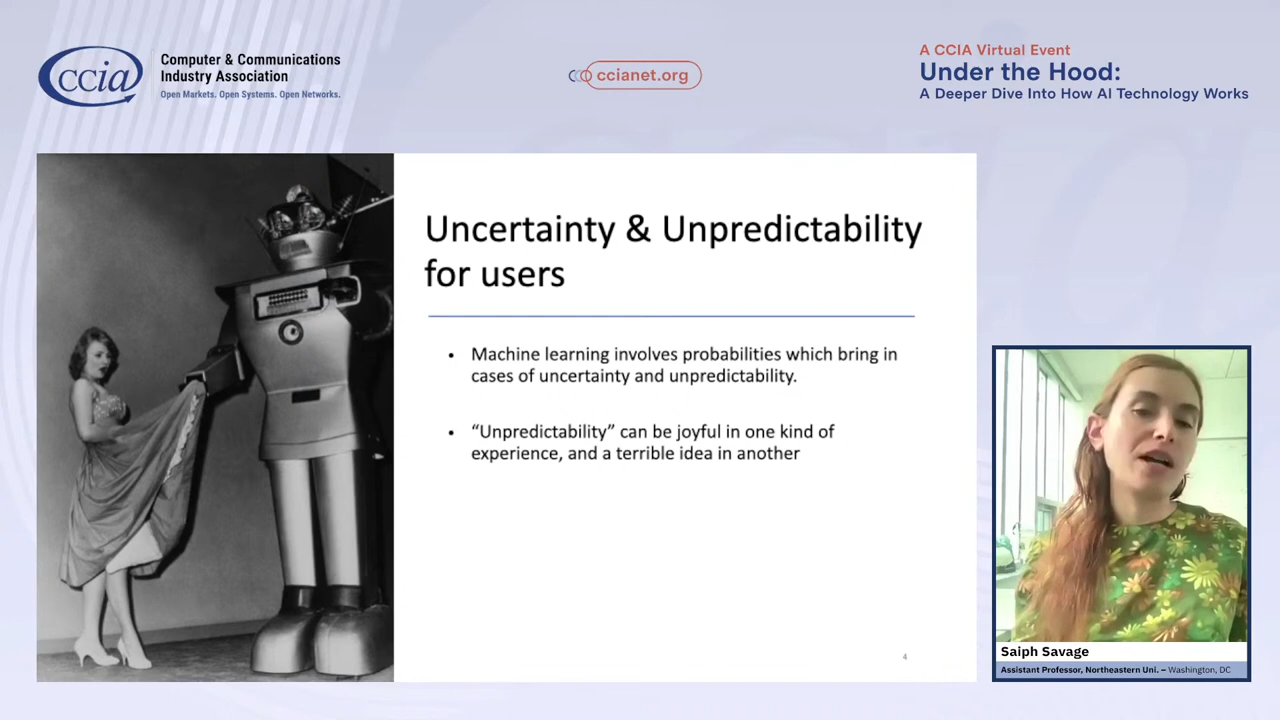 ccia
Computer & Communications
Industry Association
Open Markets. Open Systems. Open Networks.
ccianet.org
A CCIA Virtual Event
Under the Hood:
A Deeper Dive Into How AI Technology Works
Uncertainty & Unpredictability
for users
• Machine learning involves probabilities which bring in
cases of uncertainty and unpredictability.
• “Unpredictability” can be joyful in one kind of
experience, and a terrible idea in another
4
Saiph Savage
Assistant Professor, Northeastern Uni. – Washington, DC